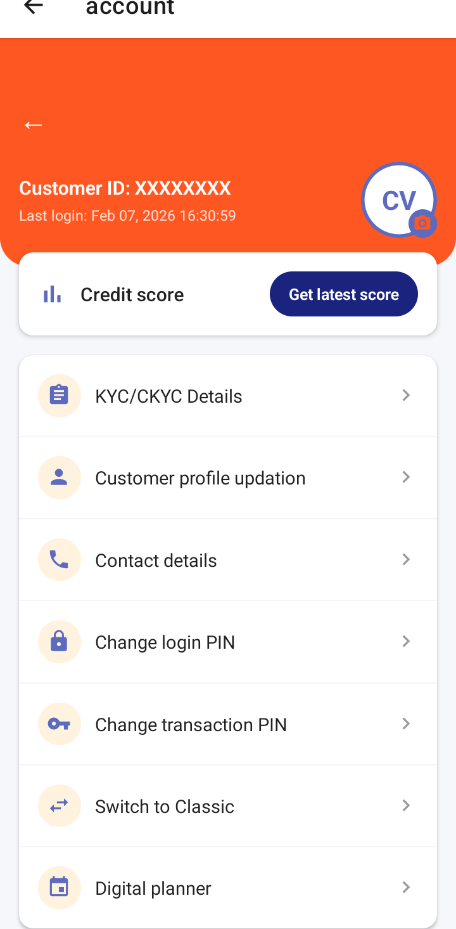 account
Customer ID: XXXXXXXX
Last login: Feb 07, 2026 16:30:59
CV
Credit score
Get latest score
KYC/CKYC Details
Customer profile updation
Contact details
Change login PIN
Change transaction PIN
Switch to Classic
Digital planner